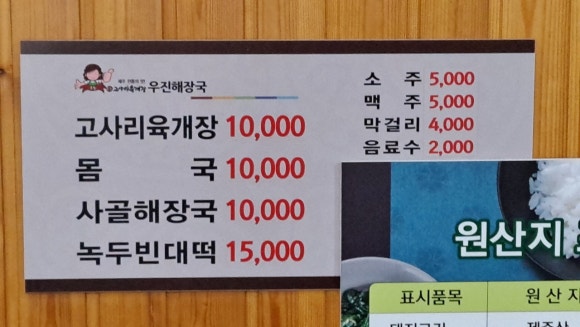 우진해장국
고사리육개장 10,000
몸 국 10,000
사골해장국 10,000
녹두빈대떡 15,000
소 주 5,000
맥 주 5,000
막걸리 4,000
음료수 2,000
원산지
표시품목 원산지